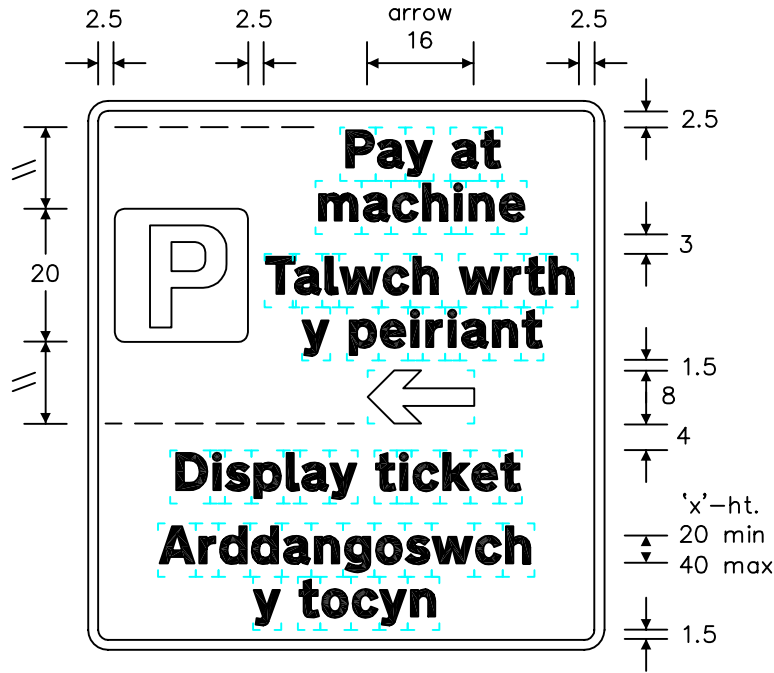 2.5
2.5
arrow
16
2.5
2.5
Pay at
machine
3
P
20
Talwch wrth
y peiriant
1.5
8
4
Display ticket
'x'-ht.
20 min
40 max
Arddangoswch
y tocyn
1.5